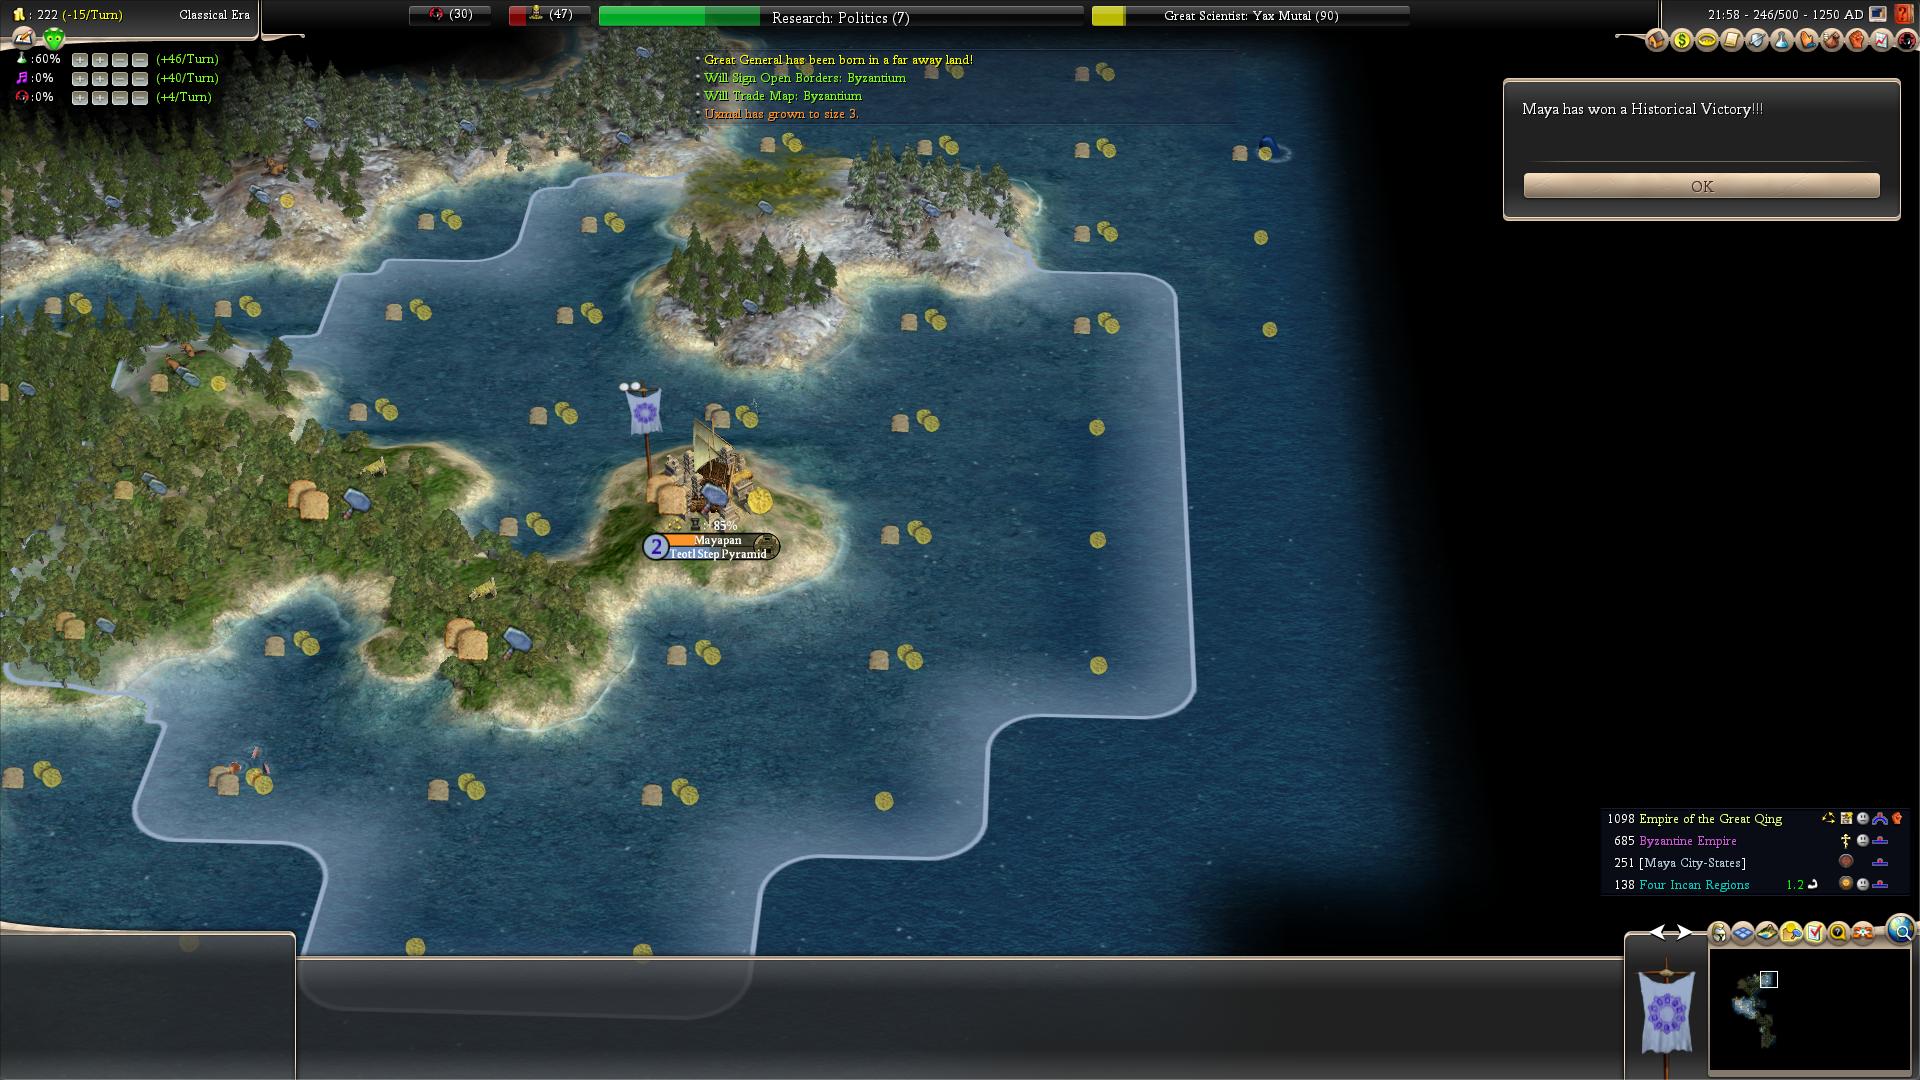 : 222 (-15/Turn)
Classical Era
(30)
(47)
Research: Politics (7)
Great Scientist: Yax Mutal (90)
21:58 - 246/500 - 1250 AD
:60%
(+46/Turn)
:0%
(+40/Turn)
:0%
(+4/Turn)
Great General has been born in a far away land!
Will Sign Open Borders: Byzantium
Will Trade Map: Byzantium
Uxmal has grown to size 3.
Maya has won a Historical Victory!!!
OK
:+85%
2
Mayapan
Teotl Step Pyramid
1098 Empire of the Great Qing
685 Byzantine Empire
251 [Maya City-States]
138 Four Incan Regions 1.2